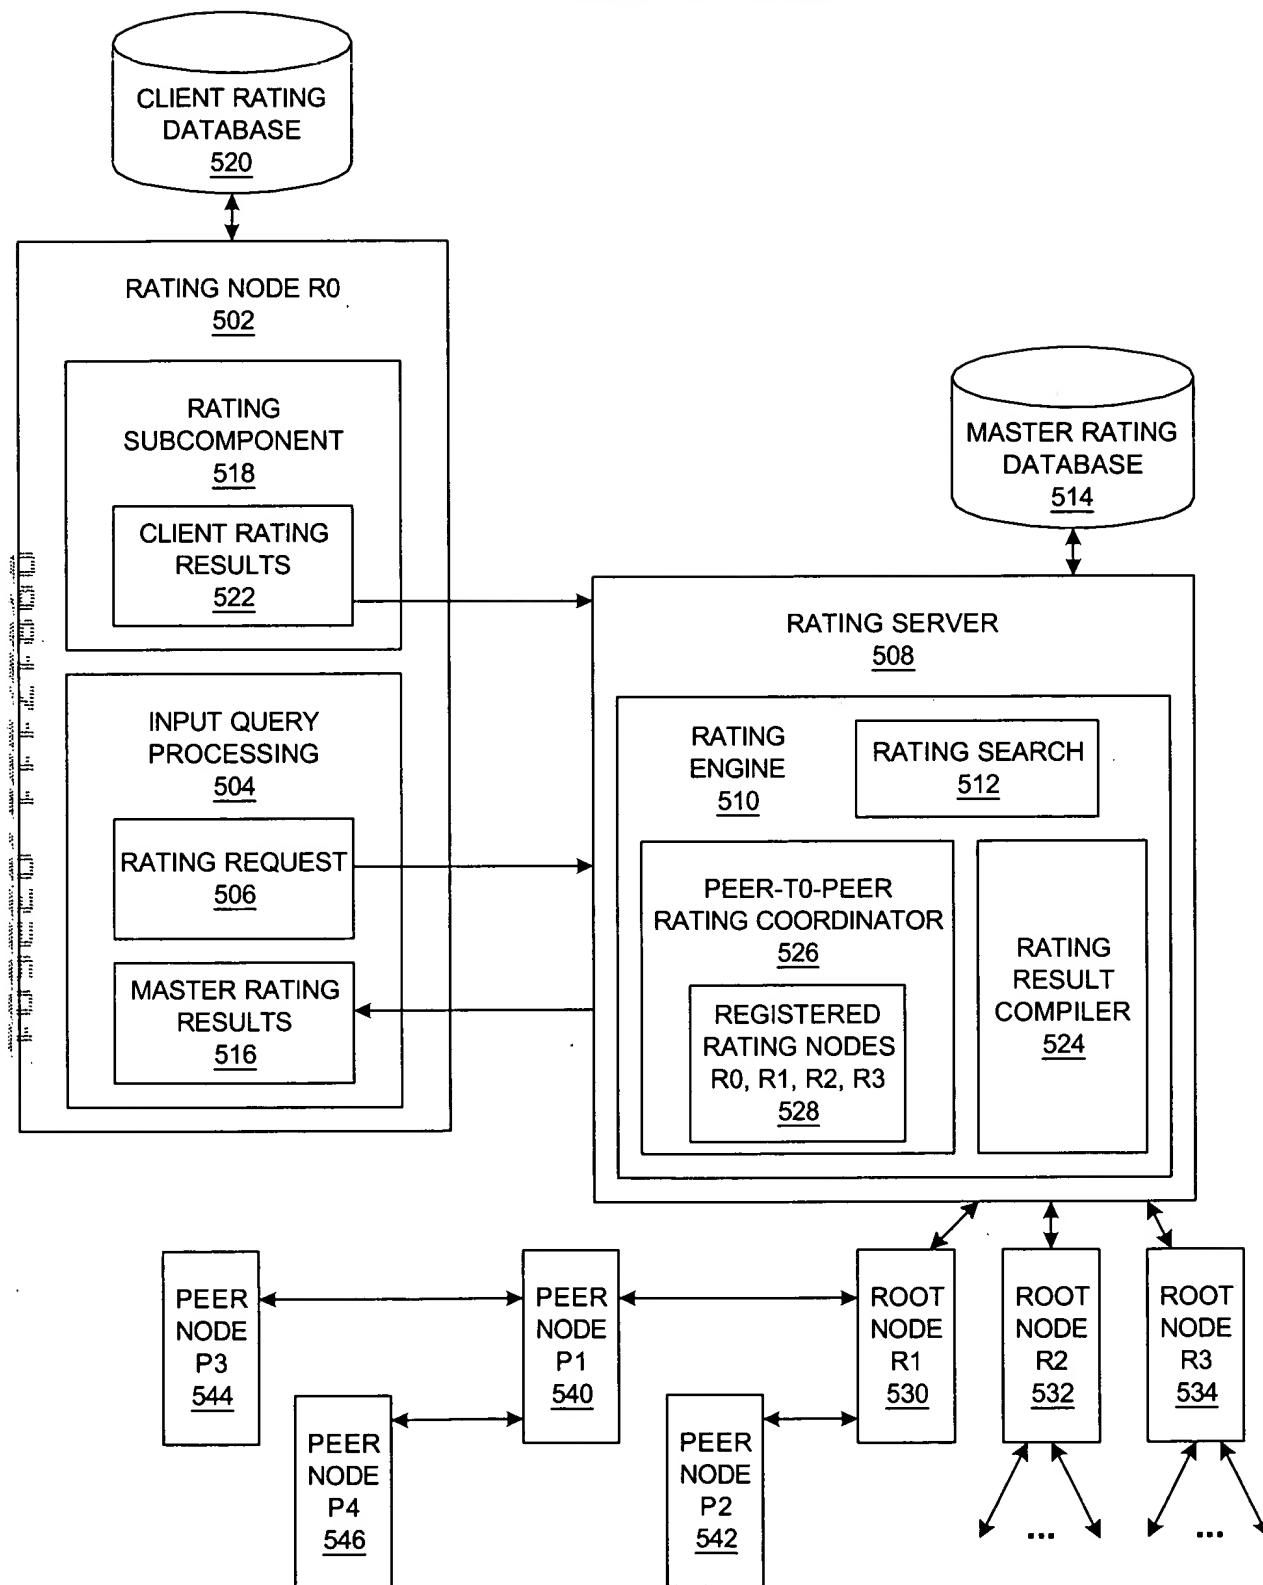 CLIENT RATING
DATABASE
520
RATING NODE R0
502
RATING
SUBCOMPONENT
518
CLIENT RATING
RESULTS
522
INPUT QUERY
PROCESSING
504
RATING REQUEST
506
MASTER RATING
RESULTS
516
MASTER RATING
DATABASE
514
RATING SERVER
508
RATING
ENGINE
510
RATING SEARCH
512
PEER-T0-PEER
RATING COORDINATOR
526
REGISTERED
RATING NODES
R0, R1, R2, R3
528
RATING
RESULT
COMPILER
524
PEER
NODE
P3
544
PEER
NODE
P4
546
PEER
NODE
P1
540
PEER
NODE
P2
542
ROOT
NODE
R1
530
ROOT
NODE
R2
532
ROOT
NODE
R3
534
...
...